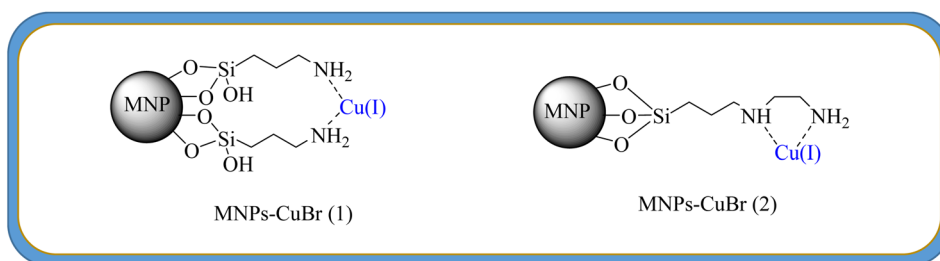 MNP
O
O
Si
OH
NH₂
Cu(I)
O
O
Si
OH
NH₂
MNPs-CuBr (1)
MNP
O
O
O
Si
NH
NH₂
Cu(I)
MNPs-CuBr (2)